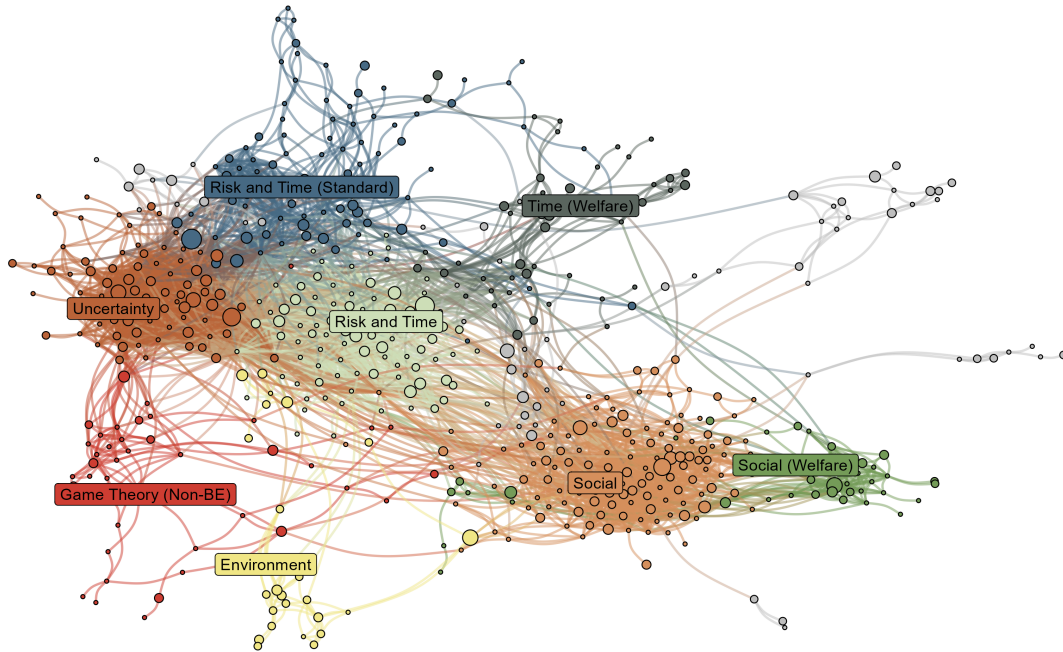 Risk and Time (Standard)
Time (Welfare)
Uncertainty
Risk and Time
Social (Welfare)
Social
Game Theory (Non-BE)
Environment